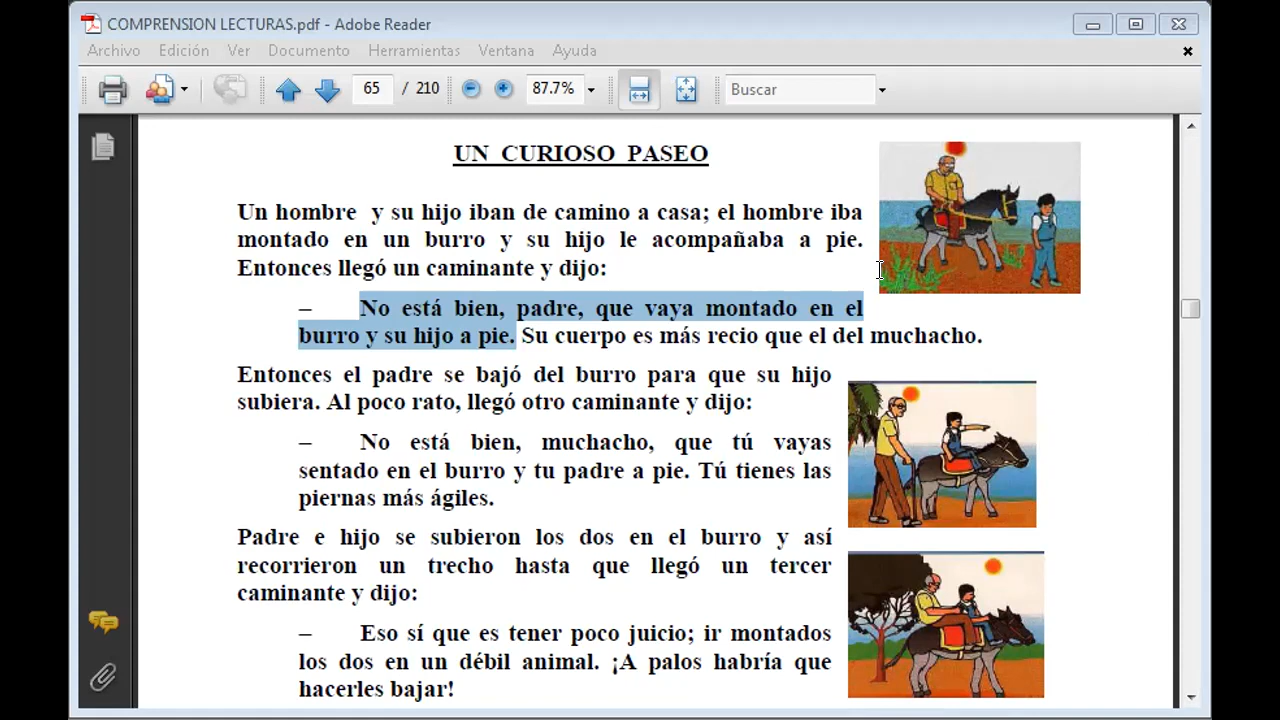 COMPRENSION LECTURAS.pdf - Adobe Reader
Archivo Edición Ver Documento Herramientas Ventana Ayuda
65 / 210 87.7% Buscar
UN CURIOSO PASEO
Un hombre y su hijo iban de camino a casa; el hombre iba
montado en un burro y su hijo le acompañaba a pie.
Entonces llegó un caminante y dijo:
– No está bien, padre, que vaya montado en el
burro y su hijo a pie. Su cuerpo es más recio que el del muchacho.
Entonces el padre se bajó del burro para que su hijo
subiera. Al poco rato, llegó otro caminante y dijo:
– No está bien, muchacho, que tú vayas
sentado en el burro y tu padre a pie. Tú tienes las
piernas más ágiles.
Padre e hijo se subieron los dos en el burro y así
recorrieron un trecho hasta que llegó un tercer
caminante y dijo:
– Eso sí que es tener poco juicio; ir montados
los dos en un débil animal. ¡A palos habría que
hacerles bajar!